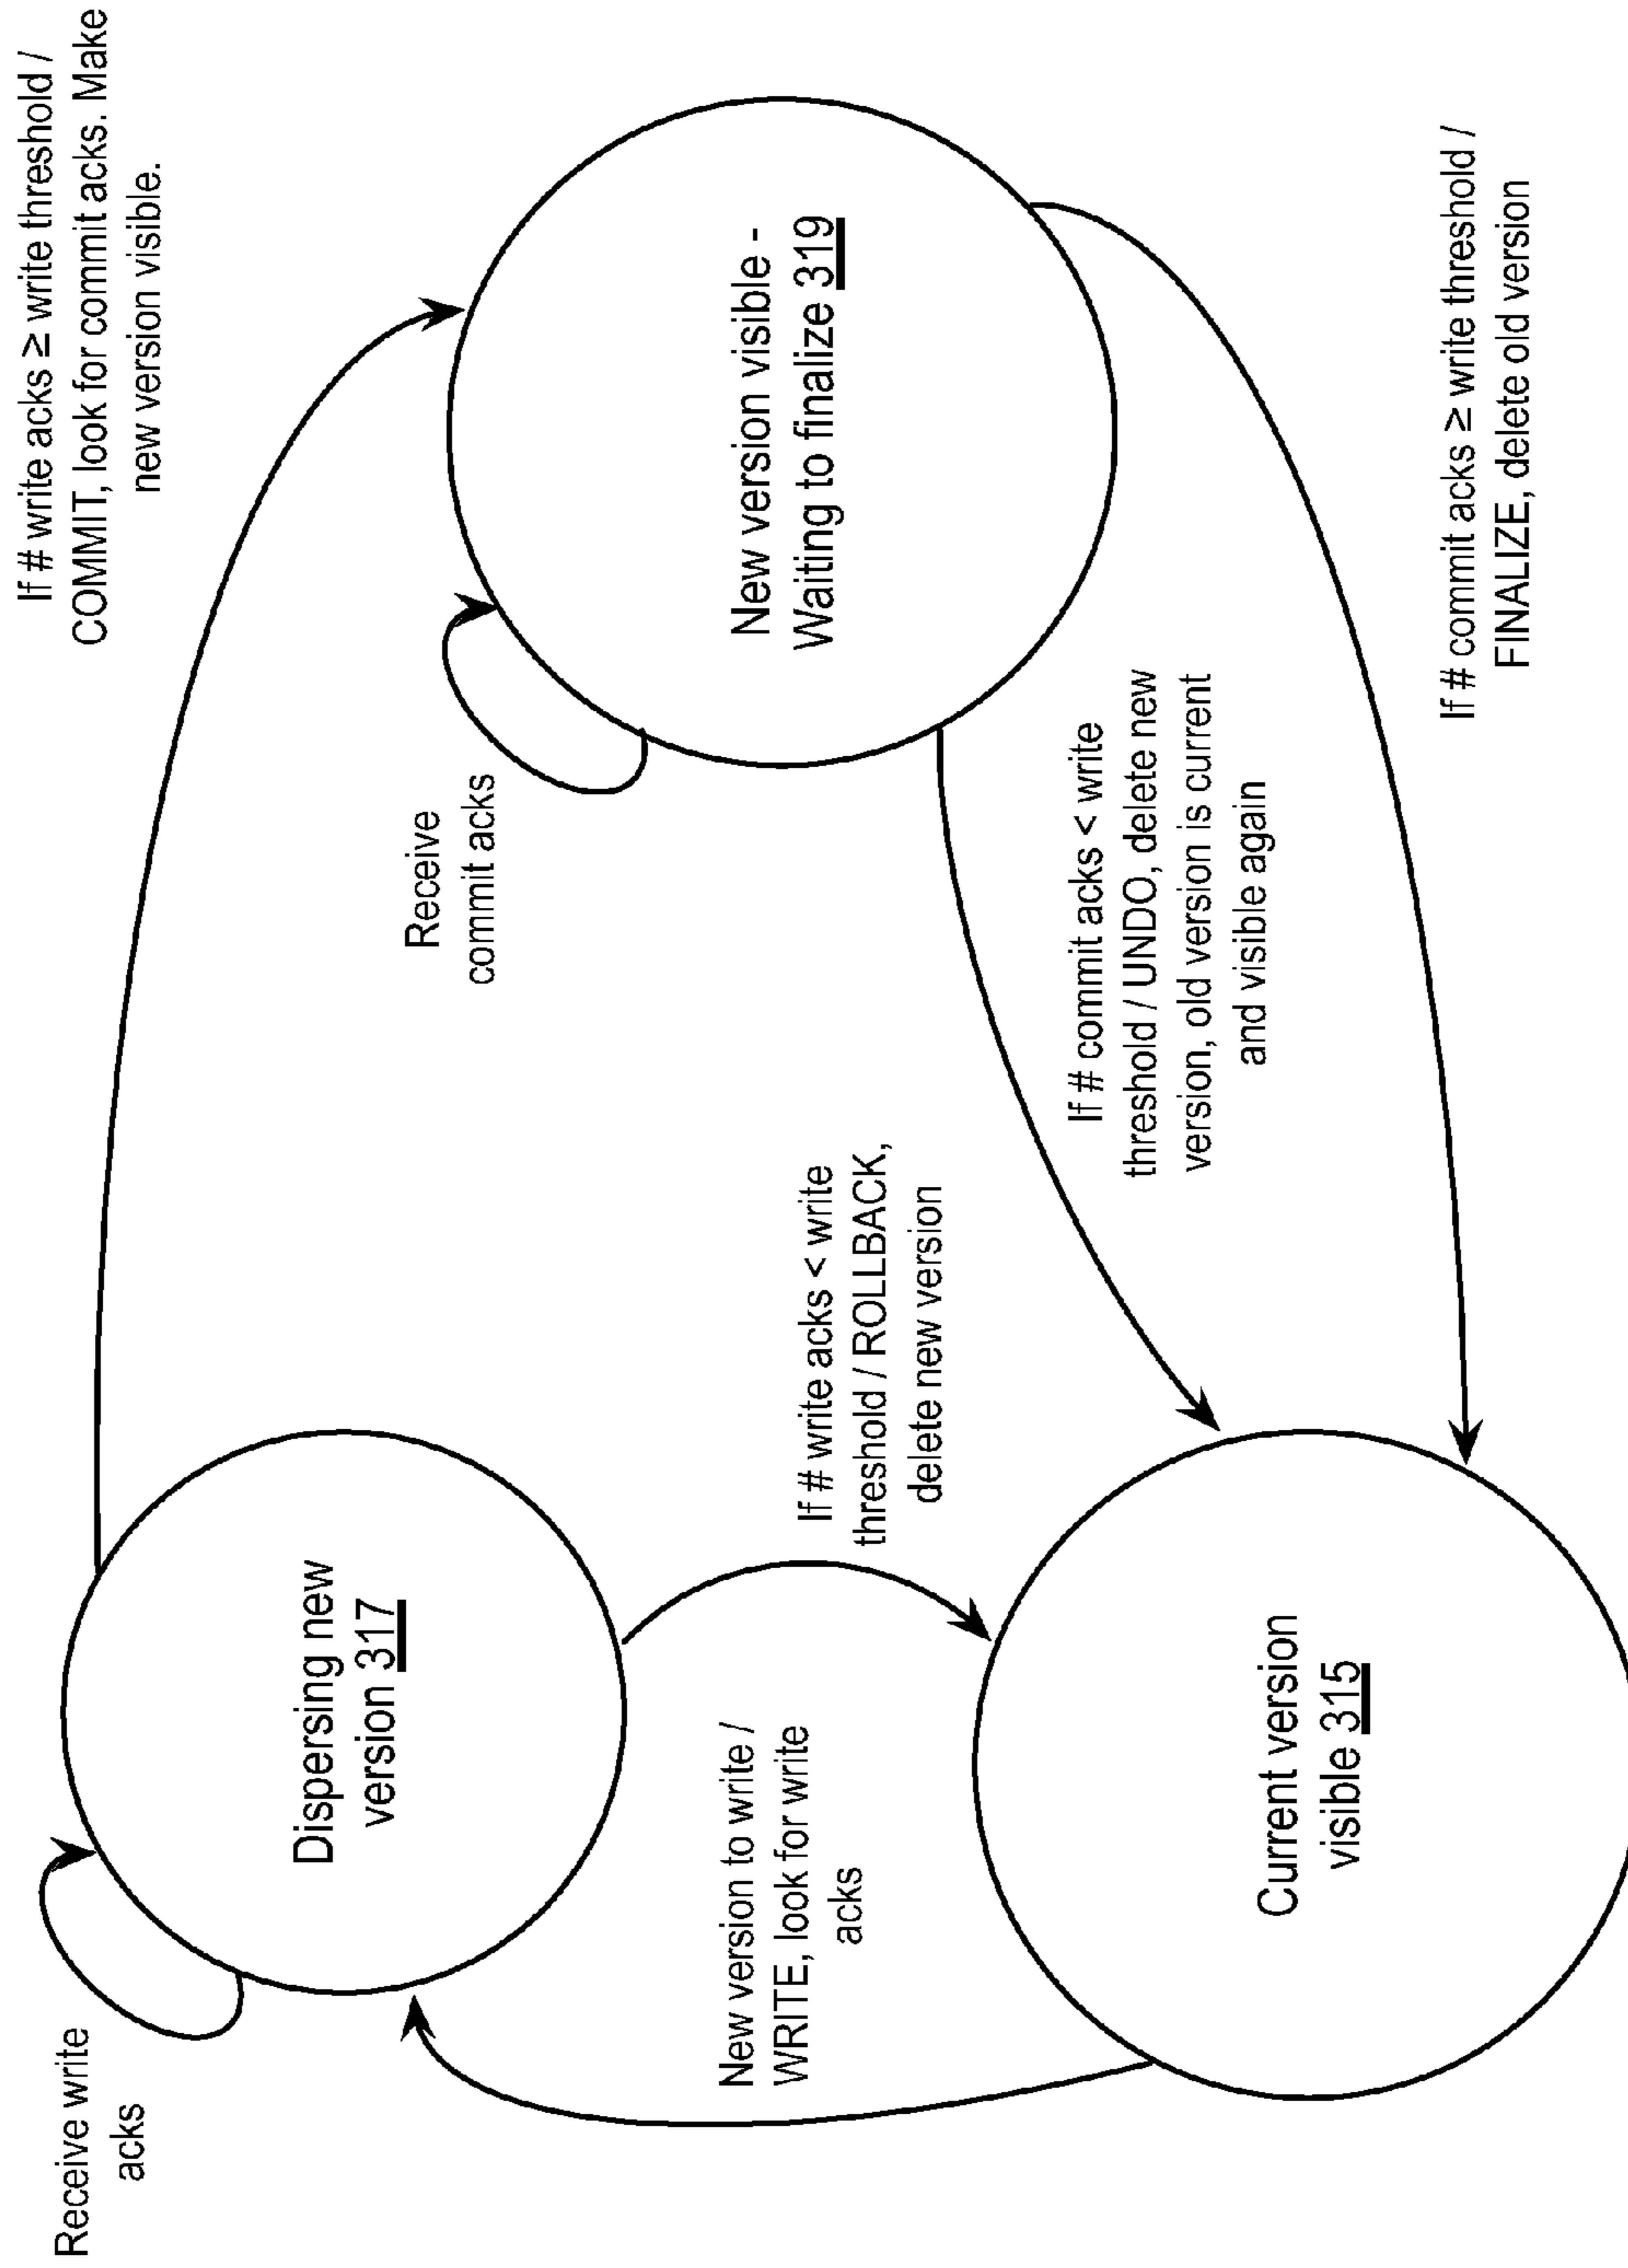 Receive write
acks
Dispersing new
version 317
If # write acks ≥ write threshold /
COMMIT, look for commit acks. Make
new version visible.
Receive
commit acks
New version visible -
Waiting to finalize 319
New version to write /
WRITE, look for write
acks
If # write acks < write
threshold / ROLLBACK,
delete new version
If # commit acks < write
threshold / UNDO, delete new
version, old version is current
and visible again
Current version
visible 315
If # commit acks ≥ write threshold /
FINALIZE, delete old version